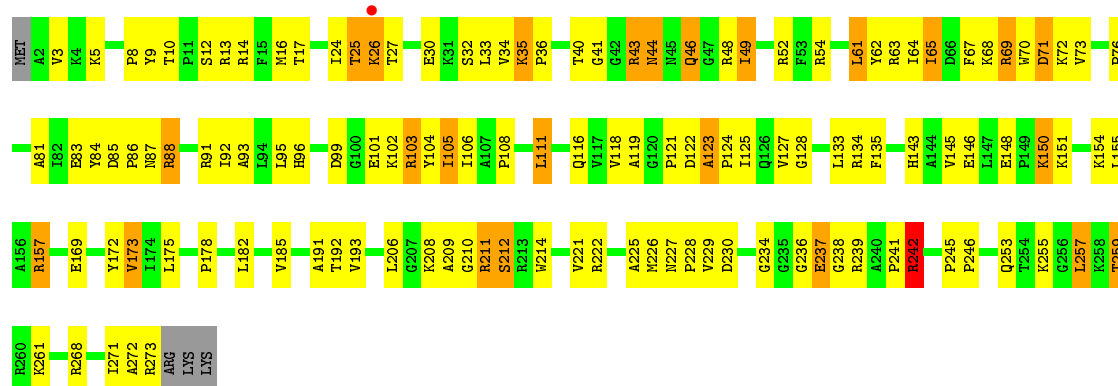 MET A2 V3 K4 K5 P8 Y9 T10 P11 S12 R13 R14 F15 M16 T17 I24 T25 K26 T27 E30 K31 S32 L33 V34 K35 P36 T40 G41 G42 R43 N44 N45 Q46 G47 R48 I49 R52 F53 R54 L61 Y62 R63 I64 I65 D66 F67 K68 R69 W70 D71 K72 V73 P76
A81 I82 E83 Y84 D85 P86 N87 R88 R91 I92 A93 L94 L95 H96 D99 G100 E101 K102 R103 Y104 I105 I106 A107 P108 L111 Q116 V117 V118 A119 G120 P121 D122 A123 P124 I125 Q126 V127 G128 L133 R134 F135 H143 A144 V145 E146 L147 E148 P149 K150 K151 K154 L155
A156 R157 E169 Y172 V173 I174 L175 P178 L182 V185 A191 T192 V193 L206 G207 K208 A209 G210 R211 S212 R213 W214 V221 R222 A225 M226 N227 P228 V229 D230 G234 G235 G236 E237 G238 R239 A240 P241 R242 P245 P246 Q253 T254 K255 G256 L257 K258 T259
R260 K261 R268 I271 A272 R273 ARG LYS LYS